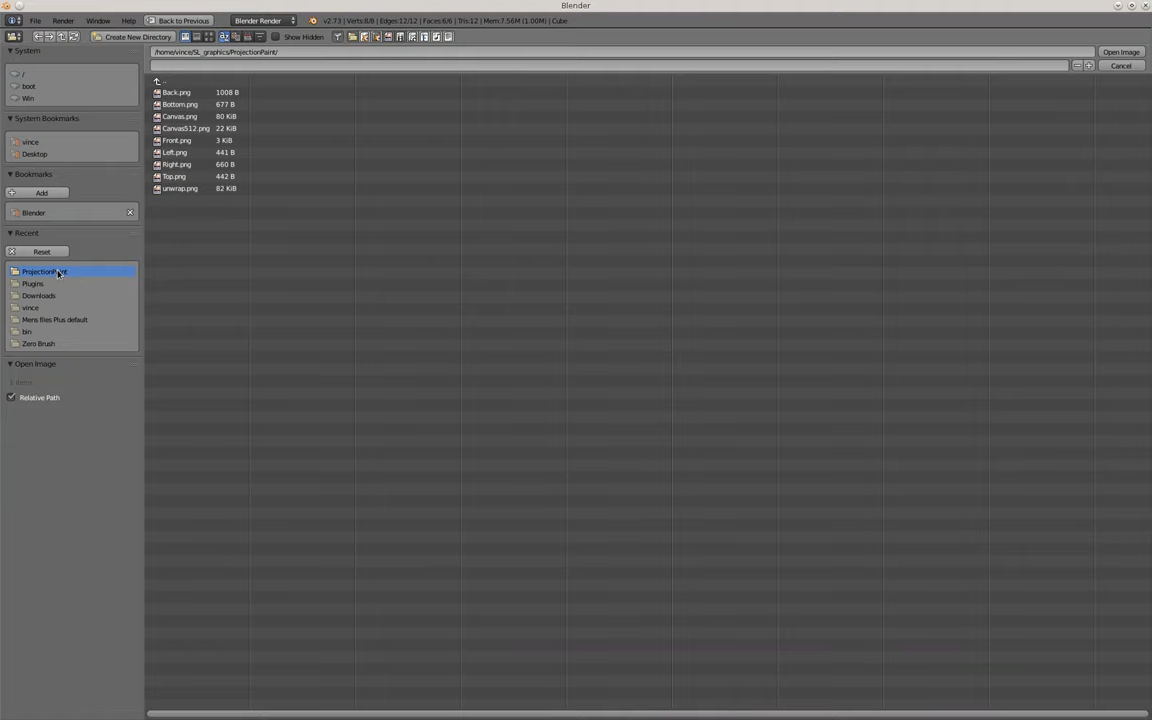 Blender
File Render Window Help Back to Previous Blender Render v2.73 | Verts:8/8 | Edges:12/12 | Faces:6/6 | Tris:12 | Mem:7.56M (1.00M) | Cube
Create New Directory Show Hidden
System
/home/vince/SL_graphics/ProjectionPaint/ Open Image
Cancel
/
boot
Win
..
Back.png 1008 B
Bottom.png 677 B
Canvas.png 80 KiB
Canvas512.png 22 KiB
Front.png 3 KiB
Left.png 441 B
Right.png 660 B
Top.png 442 B
unwrap.png 82 KiB
System Bookmarks
vince
Desktop
Bookmarks
Add
Blender
Recent
Reset
Plugins
Downloads
vince
Mens files Plus default
bin
Zero Brush
Open Image
items
Relative Path